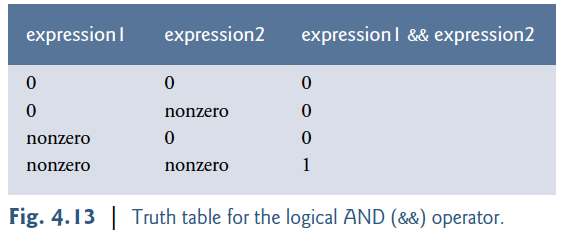 expression1 expression2 expression1 && expression2
0 0 0
0 nonzero 0
nonzero 0 0
nonzero nonzero 1
Fig. 4.13 | Truth table for the logical AND (&&) operator.